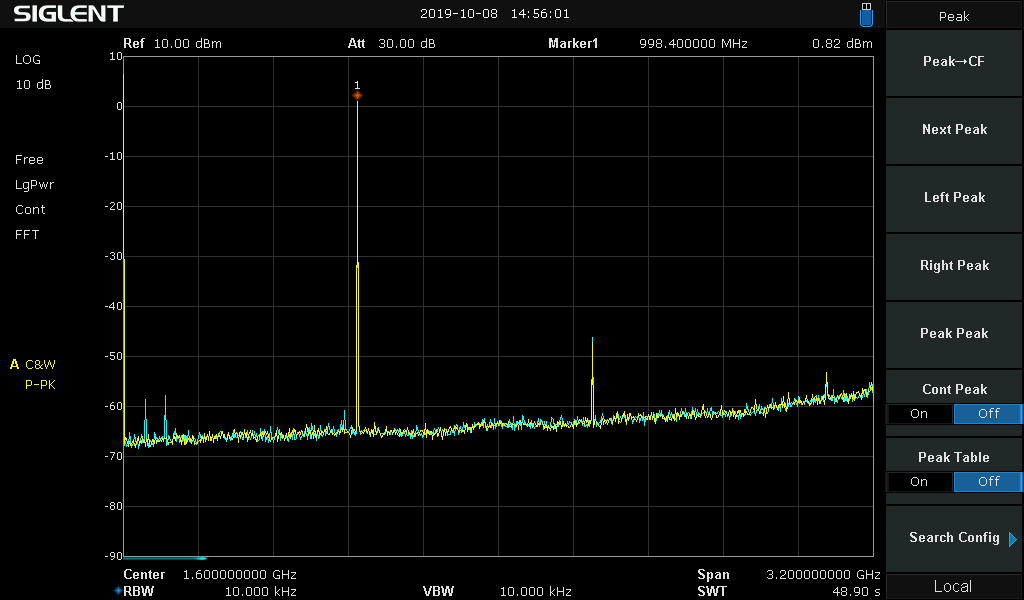 SIGLENT 2019-10-08 14:56:01 Peak
Ref 10.00 dBm Att 30.00 dB Marker1 998.400000 MHz 0.82 dBm
LOG
10 dB
Free
LgPwr
Cont
FFT
A C&W
P-PK
10
0
-10
-20
-30
-40
-50
-60
-70
-80
-90
1
Center 1.600000000 GHz Span 3.200000000 GHz
RBW 10.000 kHz VBW 10.000 kHz SWT 48.90 s
Peak→CF
Next Peak
Left Peak
Right Peak
Peak Peak
Cont Peak
On Off
Peak Table
On Off
Search Config
Local